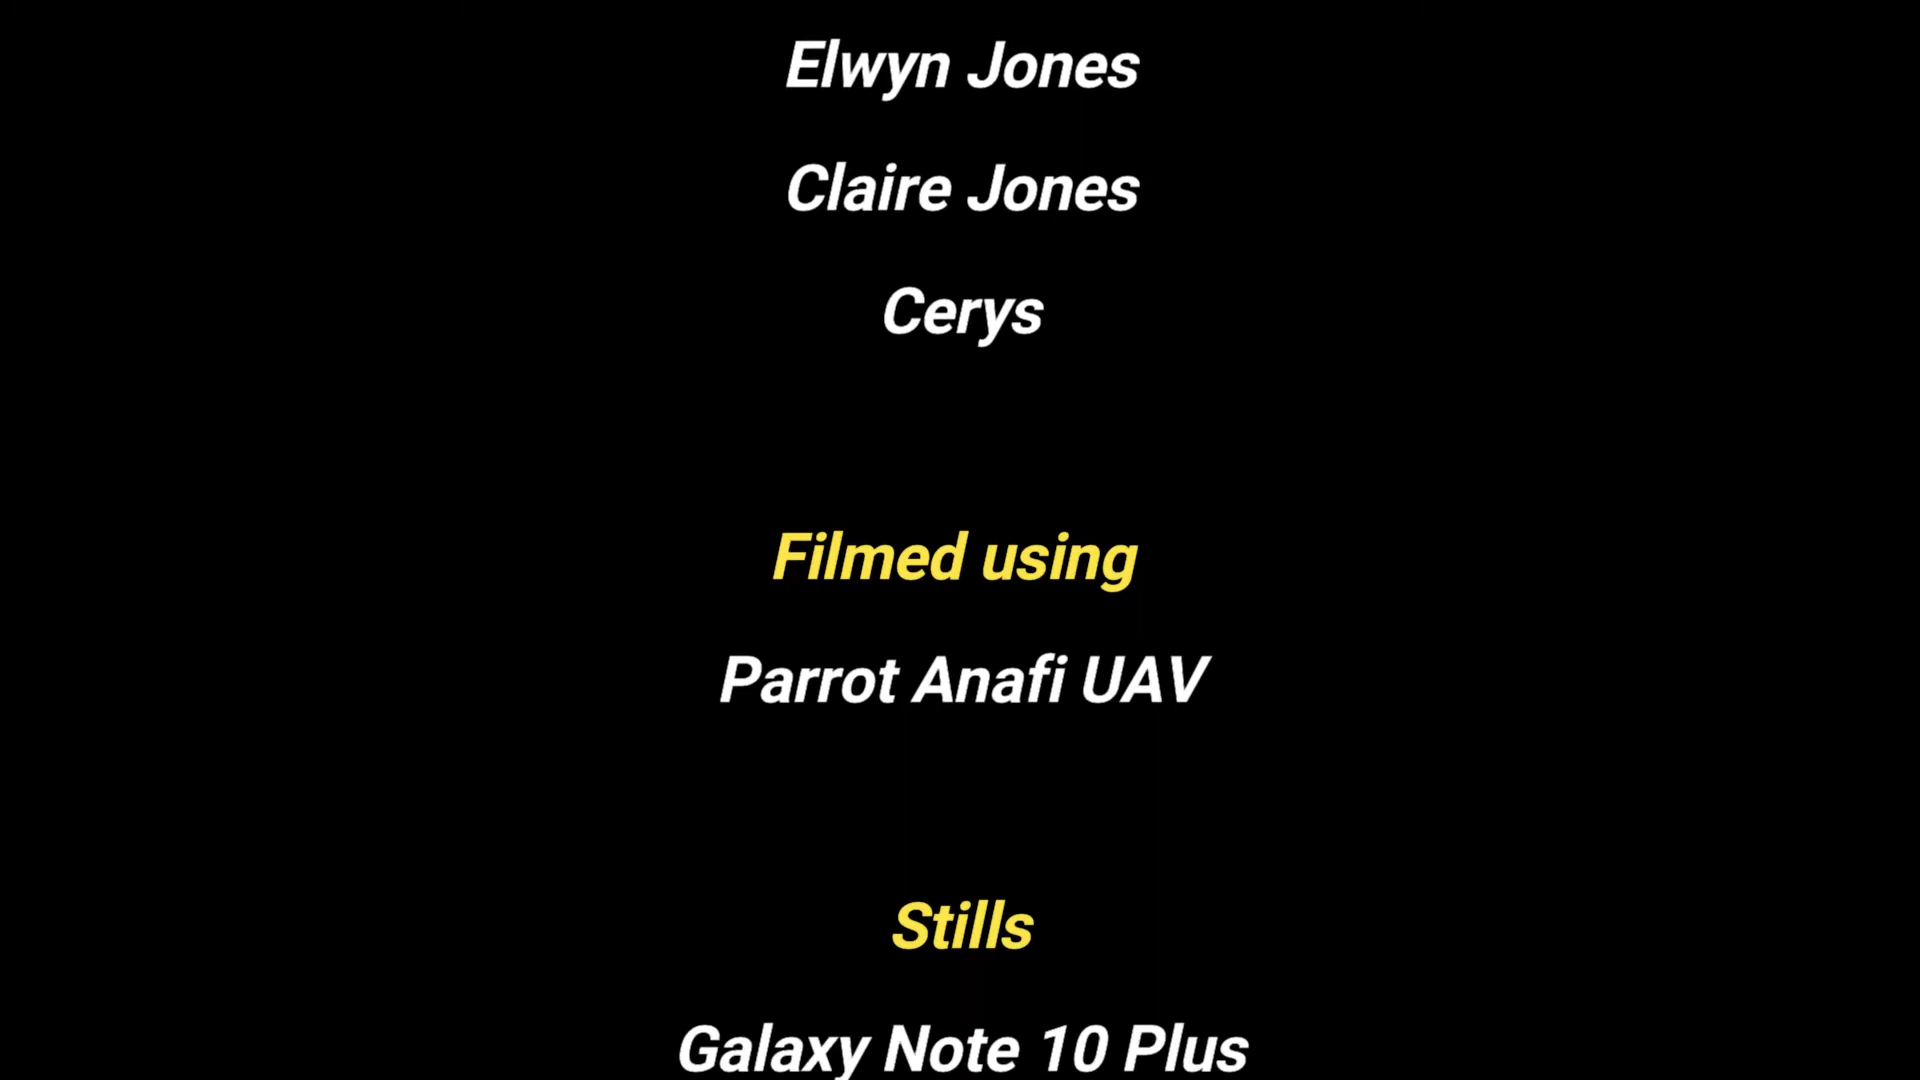 Elwyn Jones
Claire Jones
Cerys
Filmed using
Parrot Anafi UAV
Stills
Galaxy Note 10 Plus